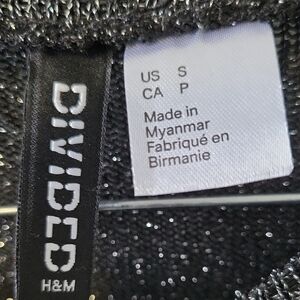 DIVIDED
H&M
US S
CA P
Made in
Myanmar
Fabriqué en
Birmanie